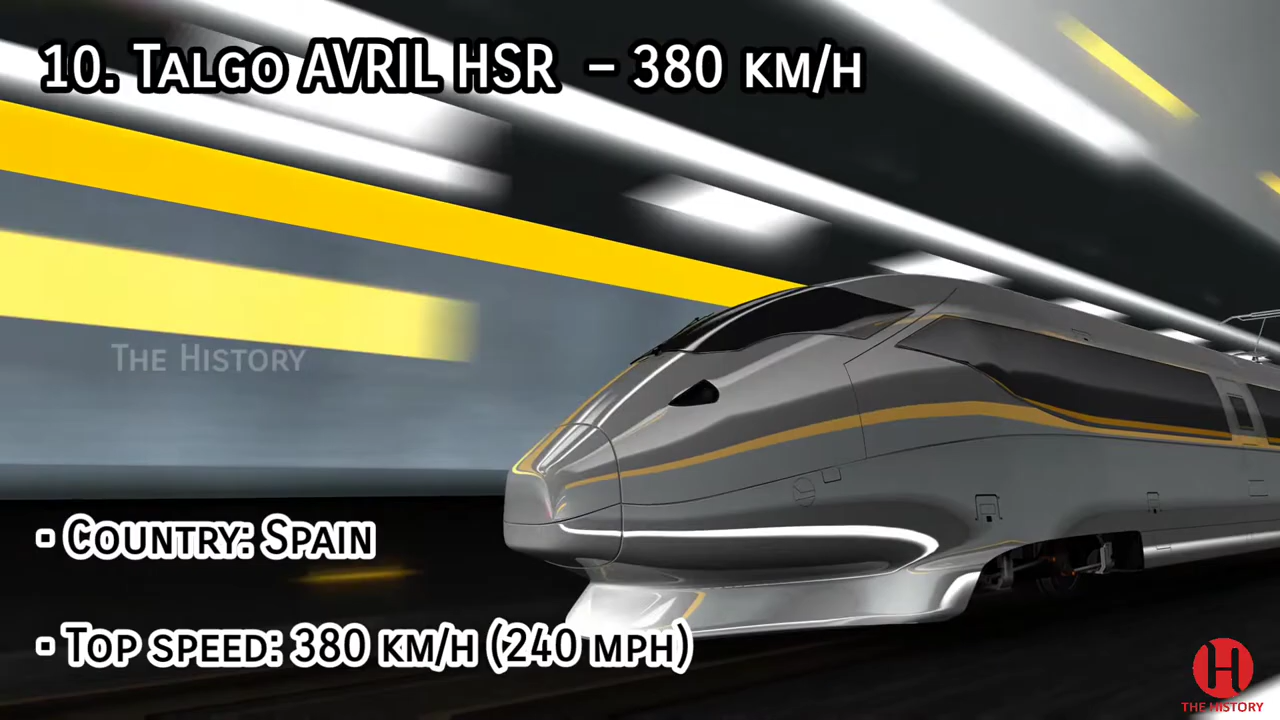 10. Talgo AVRIL HSR – 380 km/h
The History
▪ Country: Spain
▪ Top speed: 380 km/h (240 mph)
H
THE HISTORY